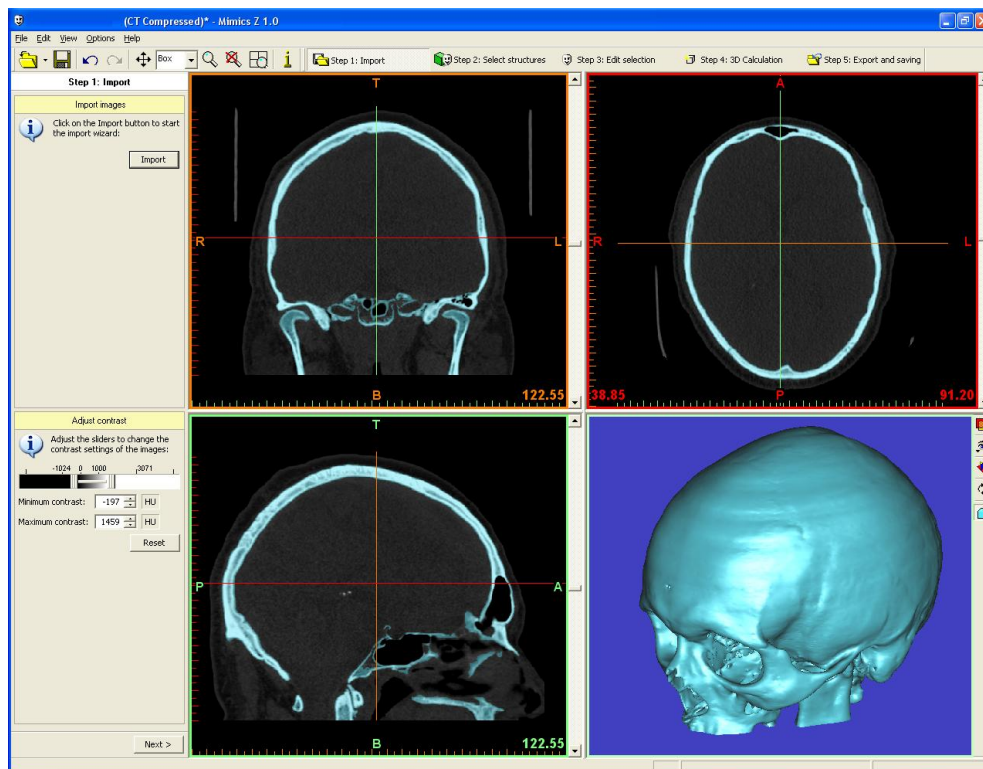 (CT Compressed)* - Mimics Z 1.0
File Edit View Options Help
Box
Step 1: Import
Step 2: Select structures
Step 3: Edit selection
Step 4: 3D Calculation
Step 5: Export and saving
Step 1: Import
Import images
Click on the Import button to start
the import wizard:
Import
T
R
L
B
122.55
A
R
L
P
38.85
91.20
Adjust contrast
Adjust the sliders to change the
contrast settings of the images:
-1024 0 1000 3071
Minimum contrast: -197 HU
Maximum contrast: 1459 HU
Reset
T
P
A
B
122.55
Next >